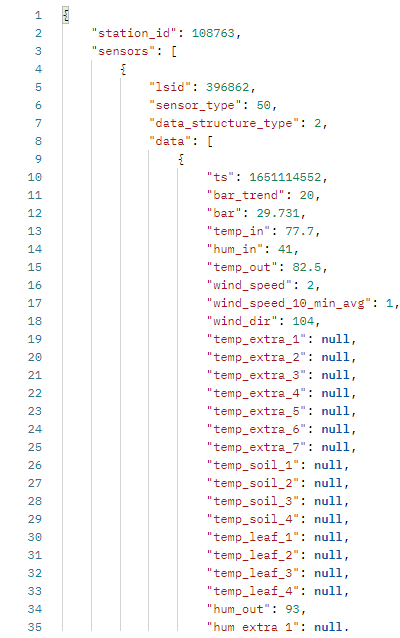 1 {
2 "station_id": 108763,
3 "sensors": [
4 {
5 "lsid": 396862,
6 "sensor_type": 50,
7 "data_structure_type": 2,
8 "data": [
9 {
10 "ts": 1651114552,
11 "bar_trend": 20,
12 "bar": 29.731,
13 "temp_in": 77.7,
14 "hum_in": 41,
15 "temp_out": 82.5,
16 "wind_speed": 2,
17 "wind_speed_10_min_avg": 1,
18 "wind_dir": 104,
19 "temp_extra_1": null,
20 "temp_extra_2": null,
21 "temp_extra_3": null,
22 "temp_extra_4": null,
23 "temp_extra_5": null,
24 "temp_extra_6": null,
25 "temp_extra_7": null,
26 "temp_soil_1": null,
27 "temp_soil_2": null,
28 "temp_soil_3": null,
29 "temp_soil_4": null,
30 "temp_leaf_1": null,
31 "temp_leaf_2": null,
32 "temp_leaf_3": null,
33 "temp_leaf_4": null,
34 "hum_out": 93,
35 "hum_extra_1": null,